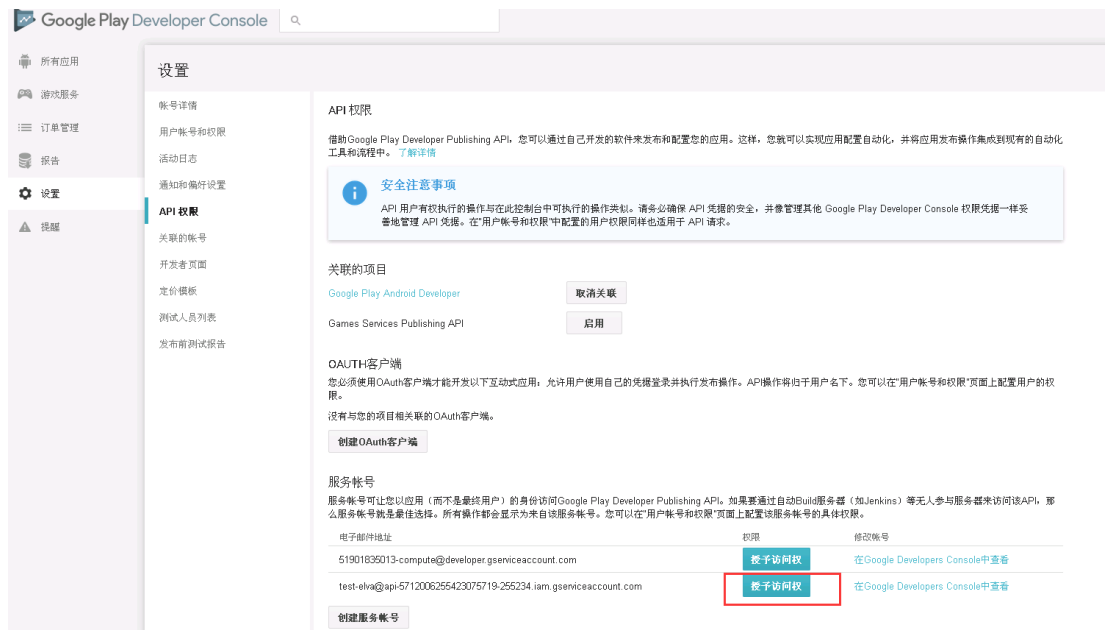 Google Play Developer Console
所有应用
游戏服务
订单管理
报告
设置
提醒
设置
帐号详情
用户帐号和权限
活动日志
通知和偏好设置
API 权限
关联的帐号
开发者页面
定价模板
测试人员列表
发布前测试报告
API 权限
借助Google Play Developer Publishing API，您可以通过自己开发的软件来发布和配置您的应用。这样，您就可以实现应用配置自动化，并将应用发布操作集成到现有的自动化
工具和流程中。 了解详情
安全注意事项
API 用户有权执行的操作与在此控制台中可执行的操作类似。请务必确保 API 凭据的安全，并像管理其他 Google Play Developer Console 权限凭据一样妥
善地管理 API 凭据。在"用户帐号和权限"中配置的用户权限同样也适用于 API 请求。
关联的项目
Google Play Android Developer 取消关联
Games Services Publishing API 启用
OAUTH客户端
您必须使用OAuth客户端才能开发以下互动式应用：允许用户使用自己的凭据登录并执行发布操作。API操作将归于用户名下。您可以在"用户帐号和权限"页面上配置用户的权
限。
没有与您的项目相关联的OAuth客户端。
创建OAuth客户端
服务帐号
服务帐号可让您以应用（而不是最终用户）的身份访问Google Play Developer Publishing API。如果要通过自动Build服务器（如Jenkins）等无人参与服务器来访问该API，那
么服务帐号就是最佳选择。所有操作都会显示为来自该服务帐号。您可以在"用户帐号和权限"页面上配置该服务帐号的具体权限。
电子邮件地址 权限 修改帐号
51901835013-compute@developer.gserviceaccount.com 授予访问权 在Google Developers Console中查看
test-elva@api-5712006255423075719-255234.iam.gserviceaccount.com 授予访问权 在Google Developers Console中查看
创建服务帐号